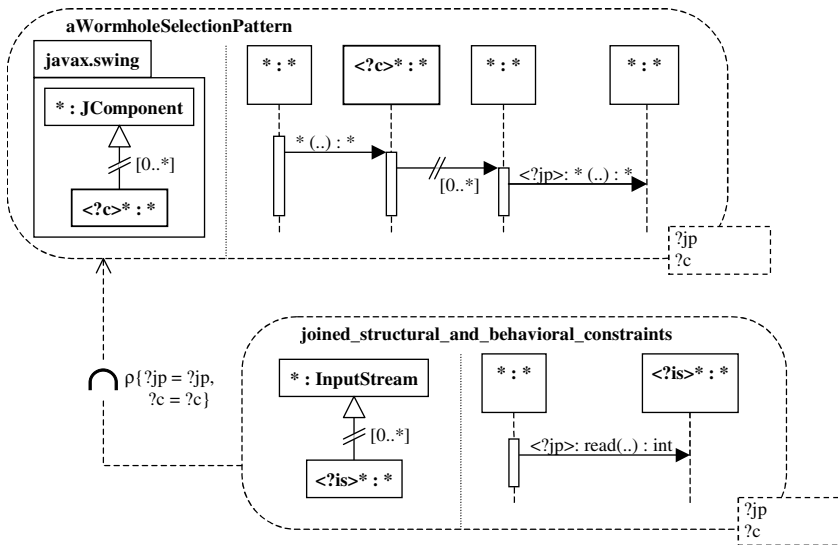 aWormholeSelectionPattern
javax.swing
* : JComponent
[0..*]
<?c>* : *
* : *
<?c>* : *
* : *
* : *
* (..) : *
[0..*]
<?jp>: * (..) : *
?jp
?c
∩ ρ{?jp = ?jp,
?c = ?c}
joined_structural_and_behavioral_constraints
* : InputStream
[0..*]
<?is>* : *
* : *
<?is>* : *
<?jp>: read(..) : int
?jp
?c